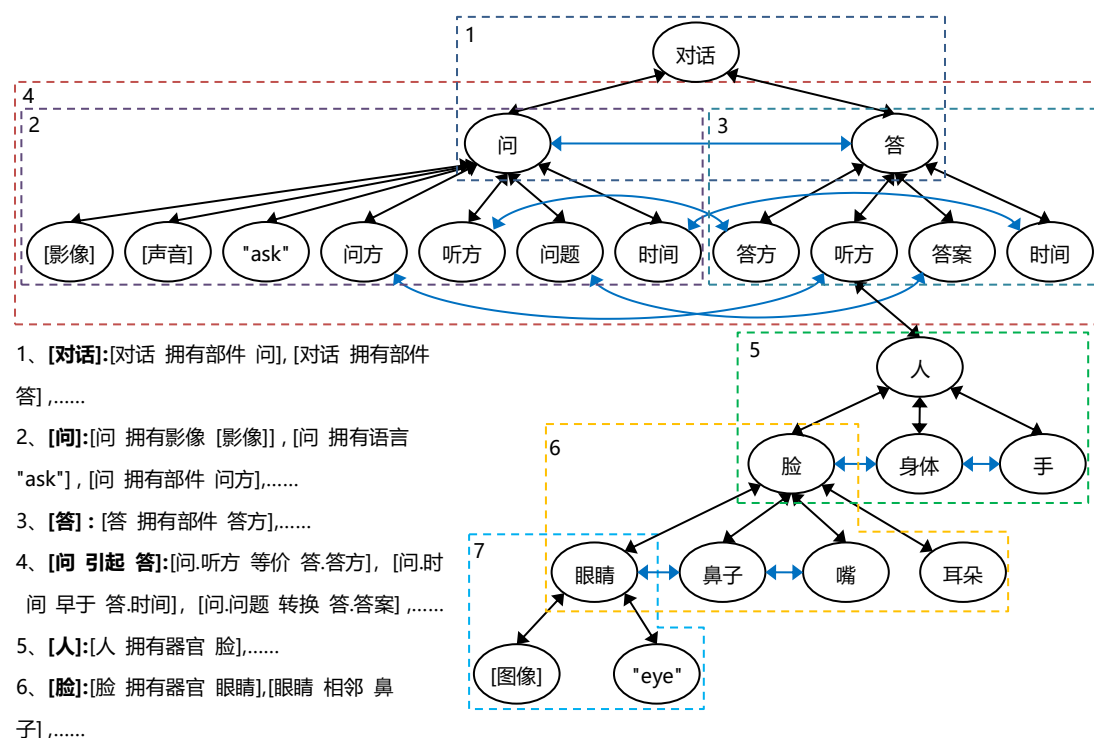 1
对话
4
2
3
问
答
[影像]
[声音]
"ask"
问方
听方
问题
时间
答方
听方
答案
时间
5
人
1、[对话]:[对话 拥有部件 问], [对话 拥有部件
答] ,……
2、[问]:[问 拥有影像 [影像]] , [问 拥有语言
"ask"] , [问 拥有部件 问方],……
3、[答]：[答 拥有部件 答方],……
4、[问 引起 答]:[问.听方 等价 答.答方]，[问.时
间 早于 答.时间]，[问.问题 转换 答.答案] ,……
5、[人]:[人 拥有器官 脸],……
6、[脸]:[脸 拥有器官 眼睛],[眼睛 相邻 鼻
子] ,……
6
脸
身体
手
7
眼睛
鼻子
嘴
耳朵
[图像]
"eye"